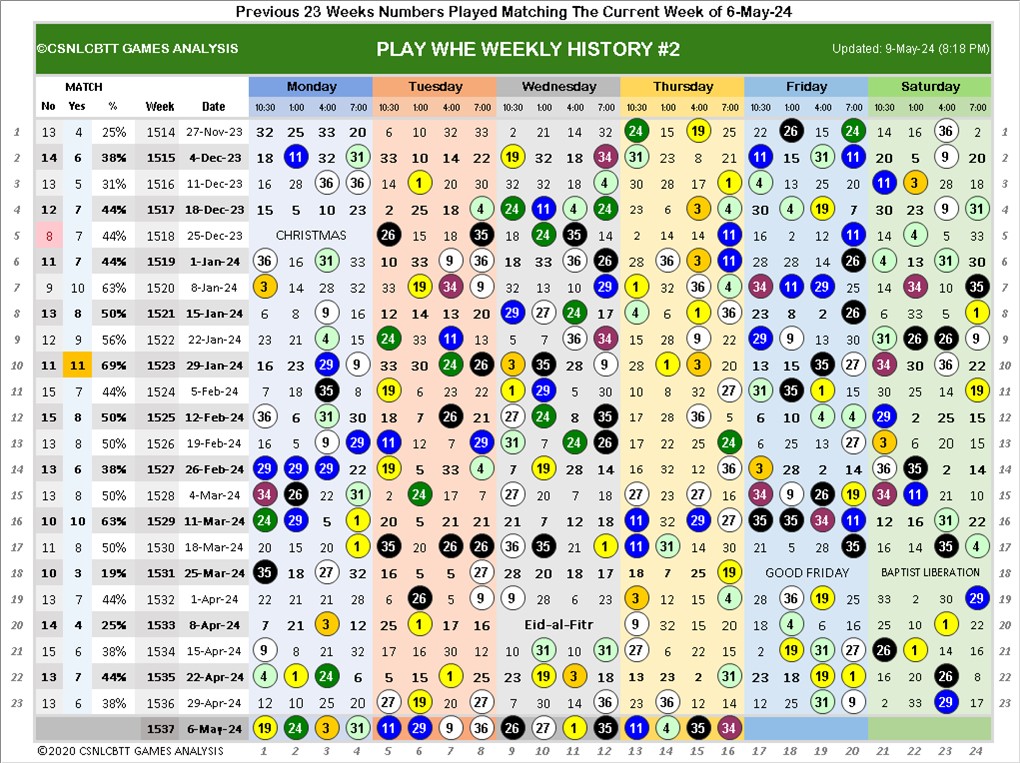 Previous 23 Weeks Numbers Played Matching The Current Week of 6-May-24
©CSNLCBTT GAMES ANALYSIS PLAY WHE WEEKLY HISTORY #2 Updated: 9-May-24 (8:18 PM)
MATCH Monday Tuesday Wednesday Thursday Friday Saturday
No Yes % Week Date 10:30 1:00 4:00 7:00 10:30 1:00 4:00 7:00 10:30 1:00 4:00 7:00 10:30 1:00 4:00 7:00 10:30 1:00 4:00 7:00 10:30 1:00 4:00 7:00
1 13 4 25% 1514 27-Nov-23 32 25 33 20 6 10 32 33 2 21 14 32 24 15 19 25 22 26 15 24 14 16 36 2 1
2 14 6 38% 1515 4-Dec-23 18 11 32 31 33 10 14 22 19 32 18 34 31 23 8 21 11 15 31 11 20 5 9 20 2
3 13 5 31% 1516 11-Dec-23 16 28 36 36 14 1 20 30 32 32 18 4 30 28 17 1 4 13 25 20 11 3 28 18 3
4 12 7 44% 1517 18-Dec-23 15 5 10 23 2 25 18 4 24 11 4 24 23 6 3 4 30 4 19 7 30 23 9 31 4
5 8 7 44% 1518 25-Dec-23 CHRISTMAS 26 15 18 35 18 24 35 14 2 14 14 11 16 2 12 11 14 4 5 33 5
6 11 7 44% 1519 1-Jan-24 36 16 31 33 10 33 9 36 18 33 36 26 28 36 3 11 28 28 14 26 4 13 31 30 6
7 9 10 63% 1520 8-Jan-24 3 14 28 32 33 19 34 9 32 13 10 29 1 32 36 4 34 11 29 25 22 34 10 35 7
8 13 8 50% 1521 15-Jan-24 6 8 9 16 12 14 13 20 29 27 24 17 4 6 1 36 23 8 2 26 6 33 5 1 8
9 12 9 56% 1522 22-Jan-24 23 21 4 15 24 33 11 13 5 7 36 34 15 28 9 22 29 9 13 30 31 26 26 9 9
10 11 11 69% 1523 29-Jan-24 16 23 29 9 33 30 24 26 3 35 28 9 14 1 3 20 10 13 35 27 34 30 36 22 10
11 15 7 44% 1524 5-Feb-24 7 18 35 8 19 6 23 22 1 29 5 30 10 8 32 27 31 35 1 15 30 25 14 19 11
12 15 8 50% 1525 12-Feb-24 36 6 31 30 18 7 26 21 27 24 8 35 17 28 36 5 6 10 4 4 29 2 25 15 12
13 13 8 50% 1526 19-Feb-24 16 5 9 29 11 12 7 29 31 7 24 26 17 22 25 24 6 25 13 27 3 6 20 15 13
14 13 6 38% 1527 26-Feb-24 29 29 29 22 19 5 33 4 7 19 28 14 16 32 12 36 3 28 2 14 36 35 2 14 14
15 13 8 50% 1528 4-Mar-24 34 26 22 31 6 24 17 7 27 20 7 18 27 23 27 16 34 9 26 19 34 11 21 10 15
16 10 10 63% 1529 11-Mar-24 24 29 5 1 20 5 21 21 21 7 12 18 11 32 29 27 35 35 34 11 12 16 31 22 16
17 11 8 50% 1530 18-Mar-24 20 15 20 1 35 20 26 26 36 35 21 1 11 31 14 30 21 5 28 35 16 14 35 4 17
18 10 3 19% 1531 25-Mar-24 35 18 27 32 16 5 5 27 28 20 18 17 18 7 25 19 GOOD FRIDAY BAPTIST LIBERATION 18
19 13 7 44% 1532 1-Apr-24 22 21 21 28 6 26 5 9 9 28 6 23 3 12 15 4 28 36 19 25 33 2 30 29 19
20 14 4 25% 1533 8-Apr-24 7 21 3 12 25 1 17 16 Eid-al-Fitr 9 32 15 20 18 4 6 16 25 10 1 22 20
21 15 6 38% 1534 15-Apr-24 9 8 21 32 17 16 30 12 10 31 12 31 27 6 22 15 2 19 31 27 26 1 14 16 21
22 13 7 44% 1535 22-Apr-24 4 1 24 6 5 15 1 25 23 19 3 18 13 23 2 31 23 18 19 1 16 20 26 8 22
23 13 6 38% 1536 29-Apr-24 12 10 25 20 27 19 20 27 7 30 12 36 23 36 14 14 12 31 31 9 2 33 29 17 23
1537 6-May-24 19 24 3 31 11 29 9 36 26 27 1 35 11 4 35 34
©2020 CSNLCBTT GAMES ANALYSIS 1 2 3 4 5 6 7 8 9 10 11 12 13 14 15 16 17 18 19 20 21 22 23 24